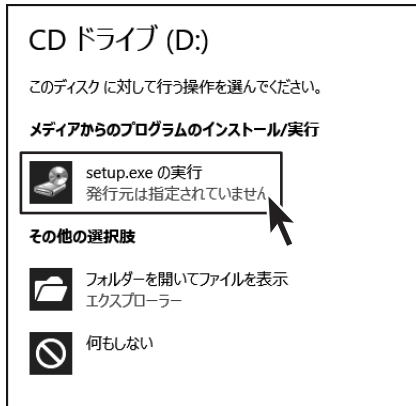 CD ドライブ (D:)
このディスク に対して行う操作を選んでください。
メディアからのプログラムのインストール/実行
setup.exe の実行
発行元は指定されていません
その他の選択肢
フォルダーを開いてファイルを表示
エクスプローラー
何もしない